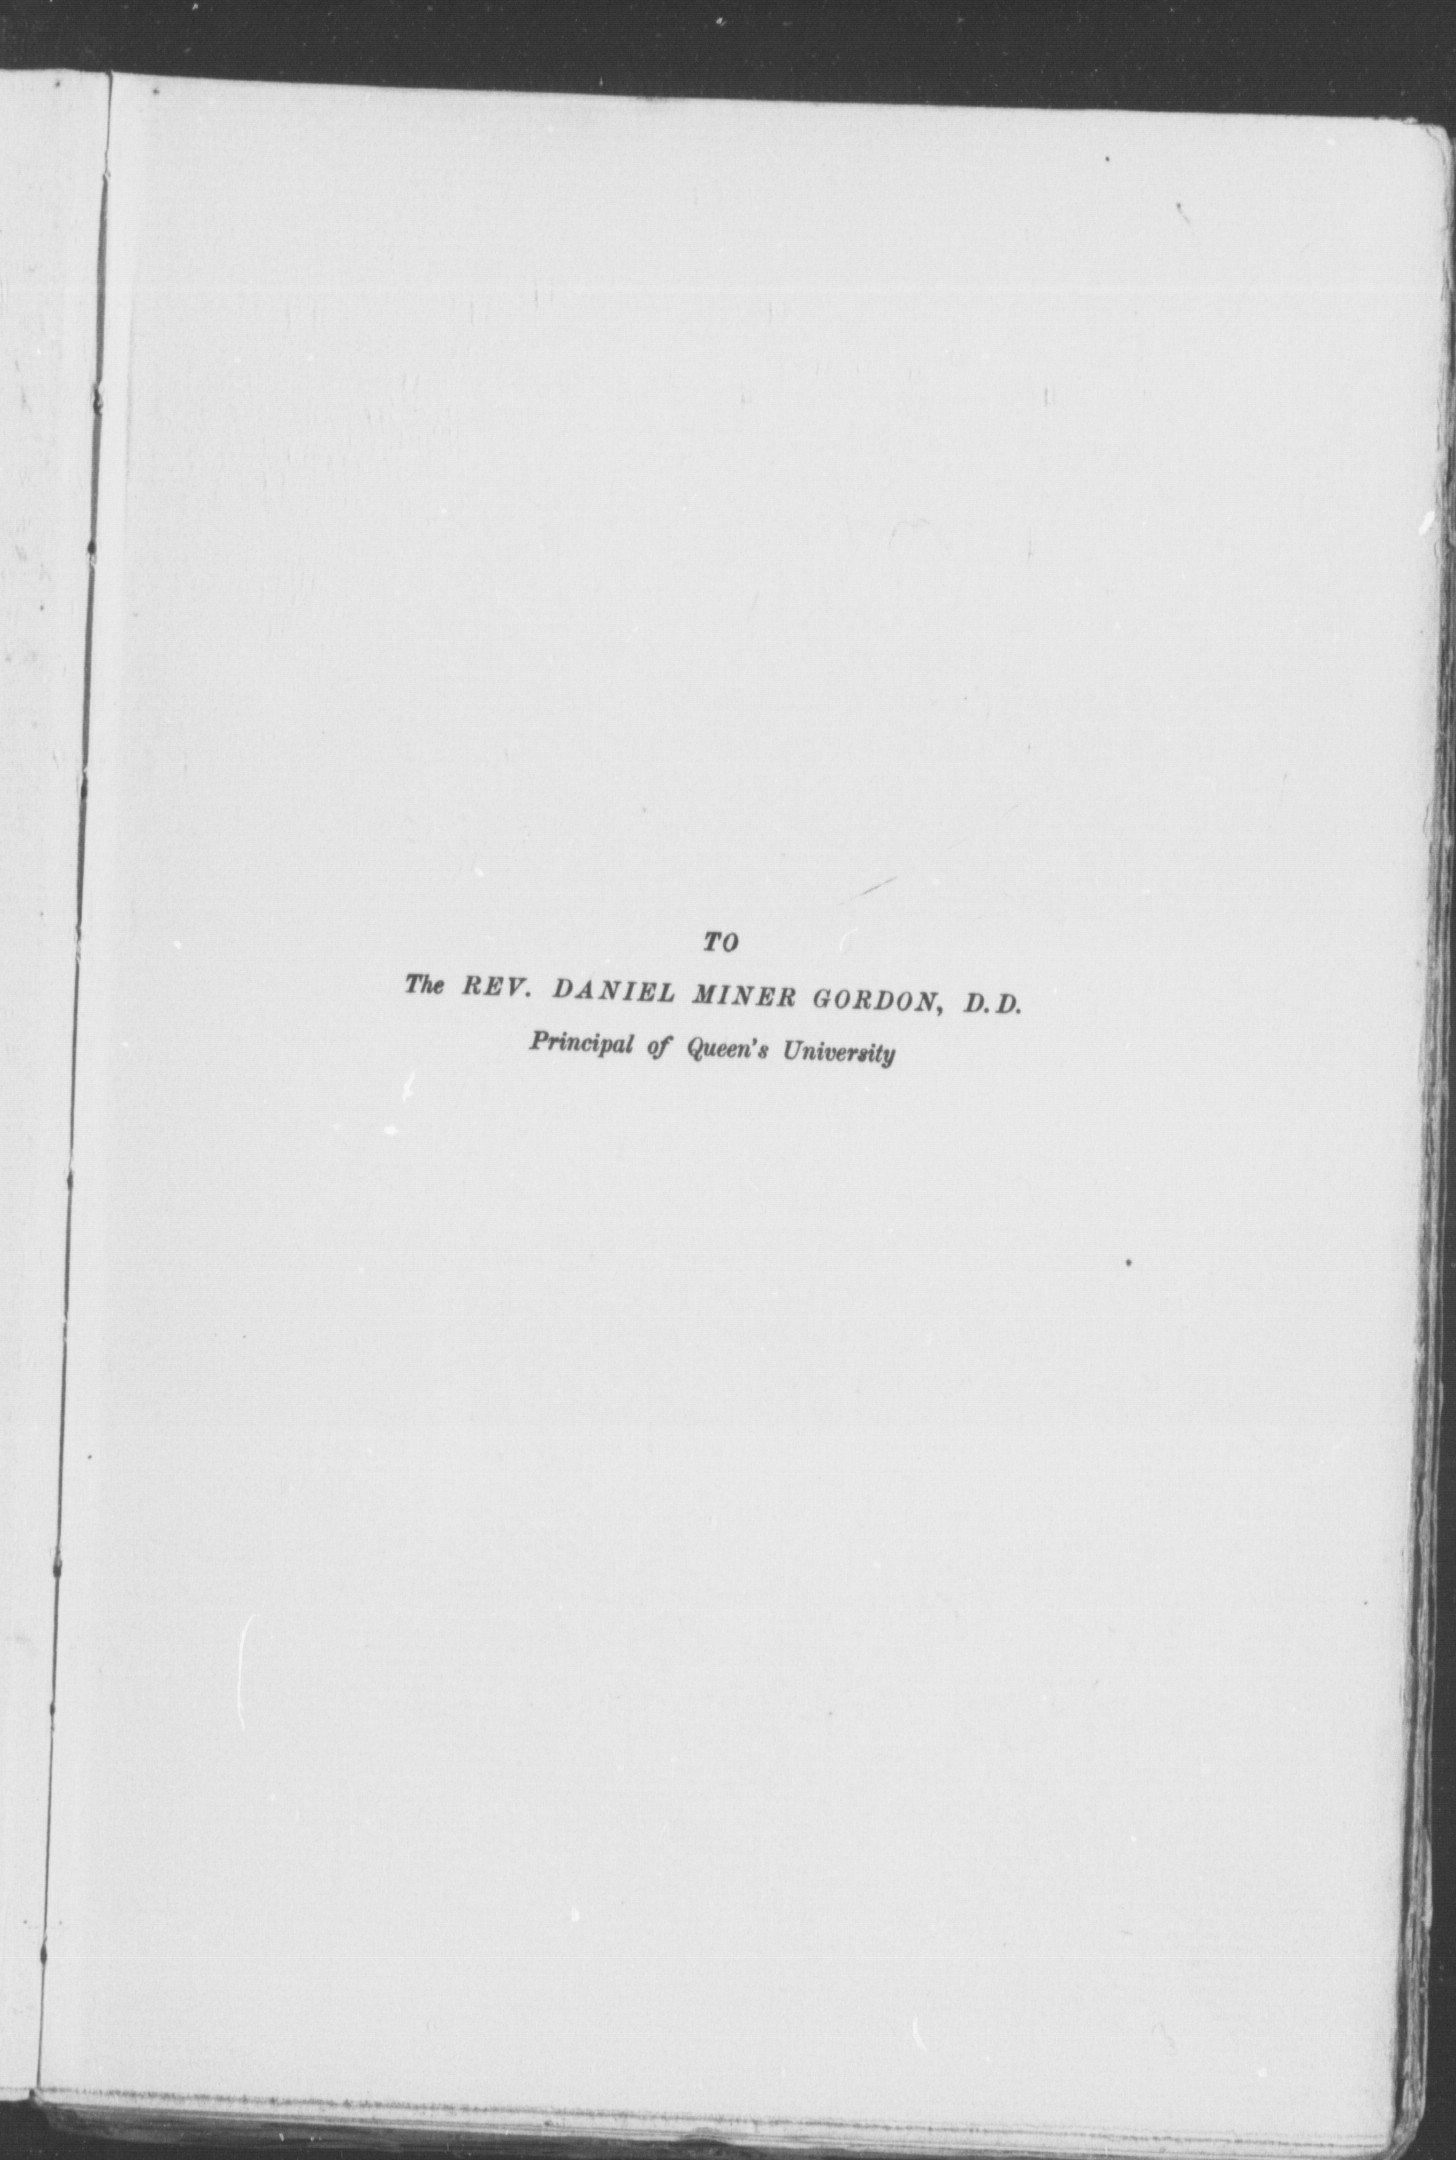 TO
The REV. DANIEL MINER GORDON, D.D.
Principal of Queen's University